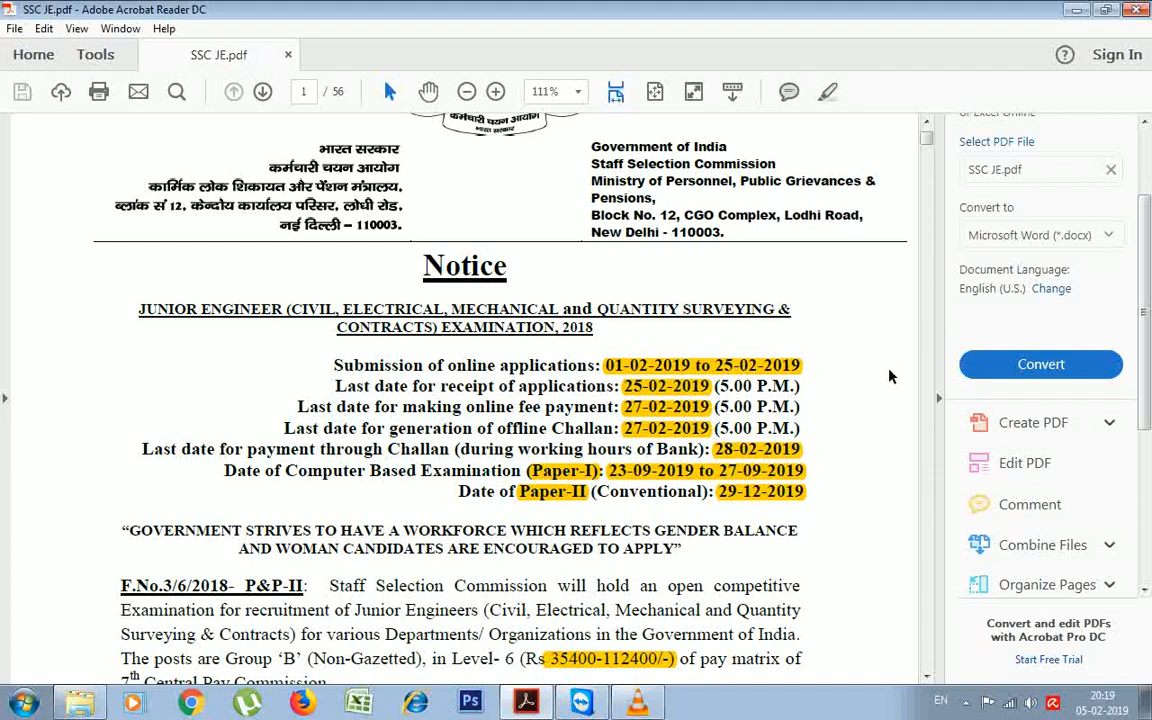 SSC JE.pdf - Adobe Acrobat Reader DC
File Edit View Window Help
Home Tools SSC JE.pdf × Sign In
1 / 56 111%
कर्मचारी चयन आयोग
भारत सरकार
कर्मचारी चयन आयोग
कार्मिक लोक शिकायत और पेंशन मंत्रालय,
ब्लाक सं 12, केन्दीय कार्यालय परिसर, लोधी रोड,
नई दिल्ली – 110003.
Government of India
Staff Selection Commission
Ministry of Personnel, Public Grievances &
Pensions,
Block No. 12, CGO Complex, Lodhi Road,
New Delhi - 110003.
Notice
JUNIOR ENGINEER (CIVIL, ELECTRICAL, MECHANICAL and QUANTITY SURVEYING &
CONTRACTS) EXAMINATION, 2018
Submission of online applications: 01-02-2019 to 25-02-2019
Last date for receipt of applications: 25-02-2019 (5.00 P.M.)
Last date for making online fee payment: 27-02-2019 (5.00 P.M.)
Last date for generation of offline Challan: 27-02-2019 (5.00 P.M.)
Last date for payment through Challan (during working hours of Bank): 28-02-2019
Date of Computer Based Examination (Paper-I): 23-09-2019 to 27-09-2019
Date of Paper-II (Conventional): 29-12-2019
“GOVERNMENT STRIVES TO HAVE A WORKFORCE WHICH REFLECTS GENDER BALANCE
AND WOMAN CANDIDATES ARE ENCOURAGED TO APPLY”
F.No.3/6/2018- P&P-II: Staff Selection Commission will hold an open competitive
Examination for recruitment of Junior Engineers (Civil, Electrical, Mechanical and Quantity
Surveying & Contracts) for various Departments/ Organizations in the Government of India.
The posts are Group ‘B’ (Non-Gazetted), in Level- 6 (Rs 35400-112400/-) of pay matrix of
7th Central Pay Commission.
or Excel Online
Select PDF File
SSC JE.pdf
Convert to
Microsoft Word (*.docx)
Document Language:
English (U.S.) Change
Convert
Create PDF
Edit PDF
Comment
Combine Files
Organize Pages
Convert and edit PDFs
with Acrobat Pro DC
Start Free Trial
Ps
EN
20:19
05-02-2019